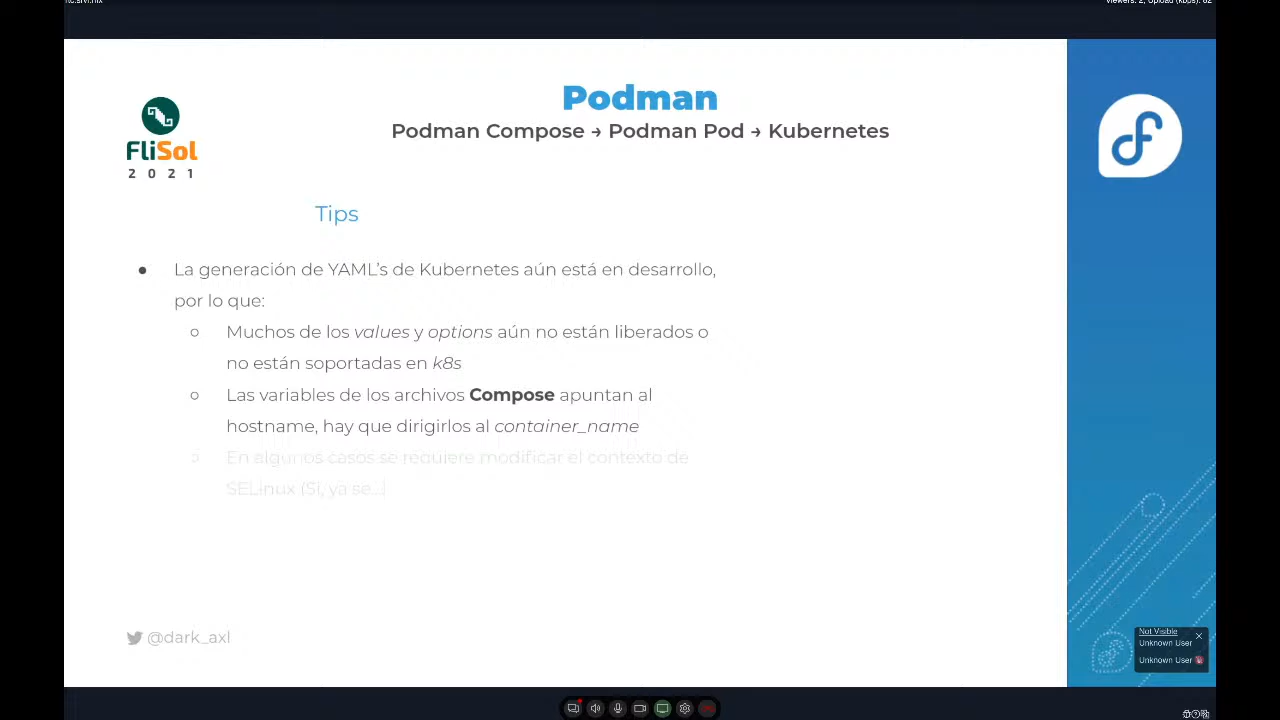 Podman
Podman Compose → Podman Pod → Kubernetes
FliSol
2 0 2 1
Tips
● La generación de YAML’s de Kubernetes aún está en desarrollo,
por lo que:
○ Muchos de los values y options aún no están liberados o
no están soportadas en k8s
○ Las variables de los archivos Compose apuntan al
hostname, hay que dirigirlos al container_name
○ En algunos casos se requiere modificar el contexto de
SELinux (Si, ya se...
@dark_axl
Not Visible
Unknown User
Unknown User